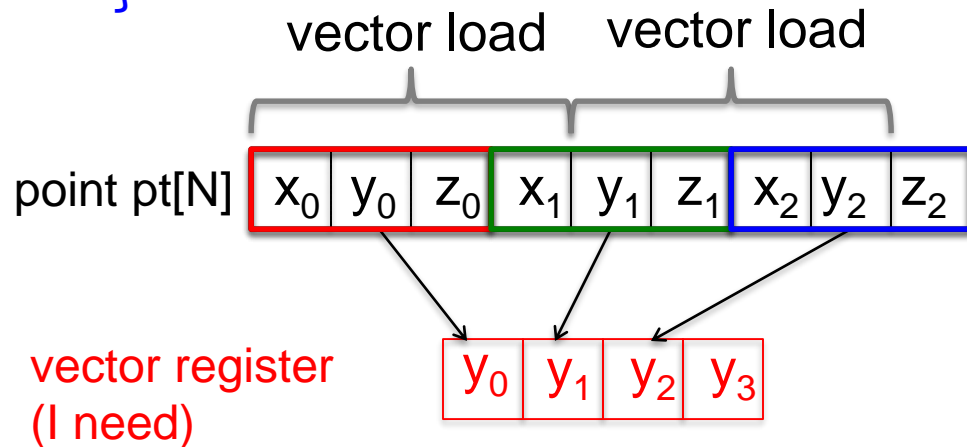 }
vector load vector load
point pt[N] x₀ y₀ z₀ x₁ y₁ z₁ x₂ y₂ z₂
vector register y₀ y₁ y₂ y₃
(I need)